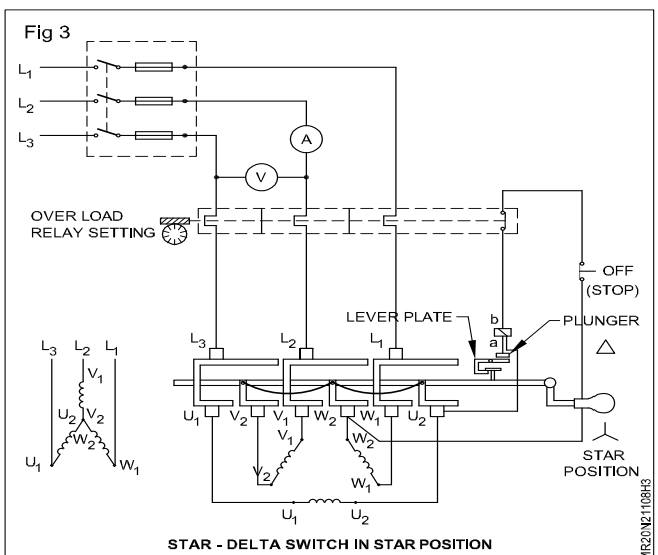 Fig 3
L1
L2
L3
A
V
OVER LOAD
RELAY SETTING
OFF
(STOP)
b
a
LEVER PLATE
PLUNGER
L3 L2 L1
L3 L2 L1
V1
U2 V2
W2
U1 W1
U1 V2 V1 W2 W1 U2
V1 W2
V2 W1
U1 U2
STAR
POSITION
STAR - DELTA SWITCH IN STAR POSITION
MR20N21108H3